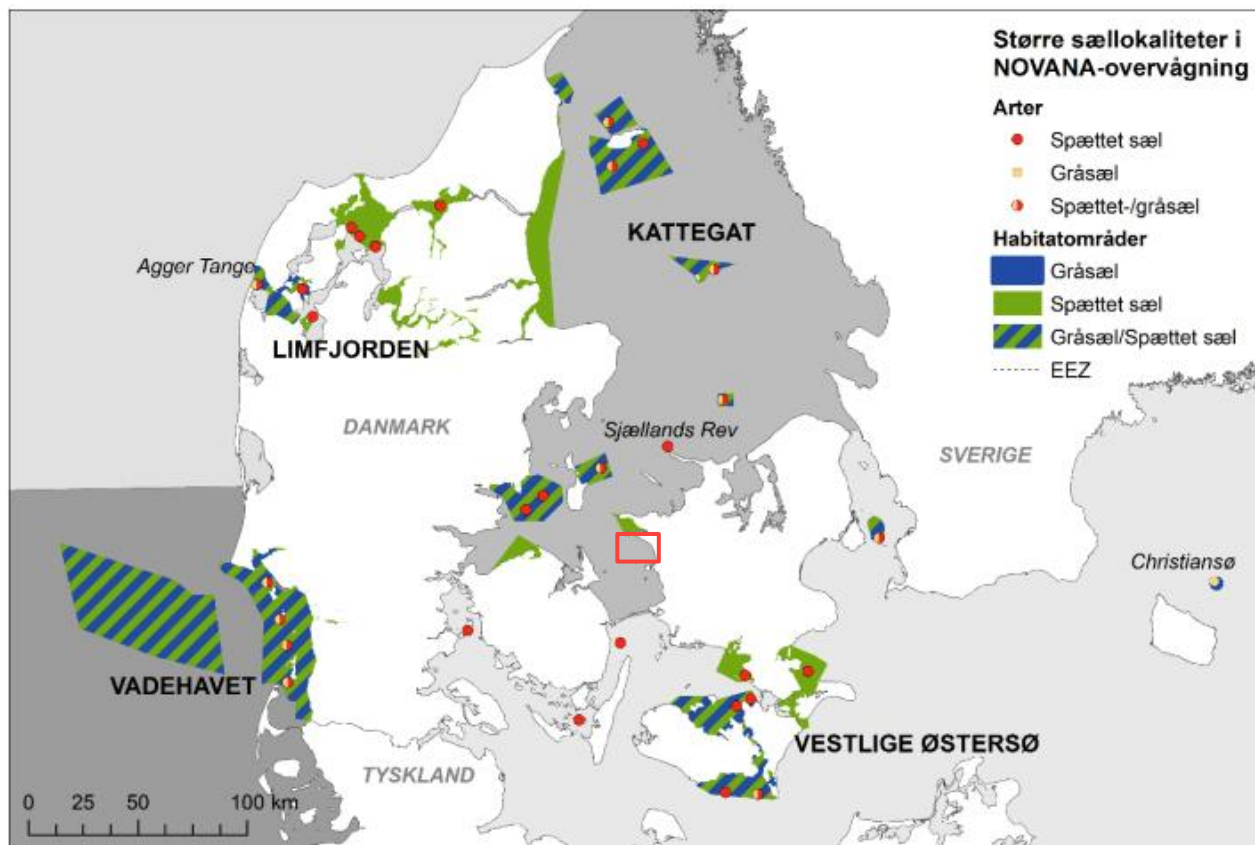 Større sællokaliteter i
NOVANA-overvågning
Arter
Spættet sæl
Gråsæl
Spættet-/gråsæl
Habitatområder
Gråsæl
Spættet sæl
Gråsæl/Spættet sæl
EEZ
KATTEGAT
Agger Tange
LIMFJORDEN
DANMARK
Sjællands Rev
SVERIGE
Christiansø
VADEHAVET
VESTLIGE ØSTERSØ
TYSKLAND
0 25 50 100 km